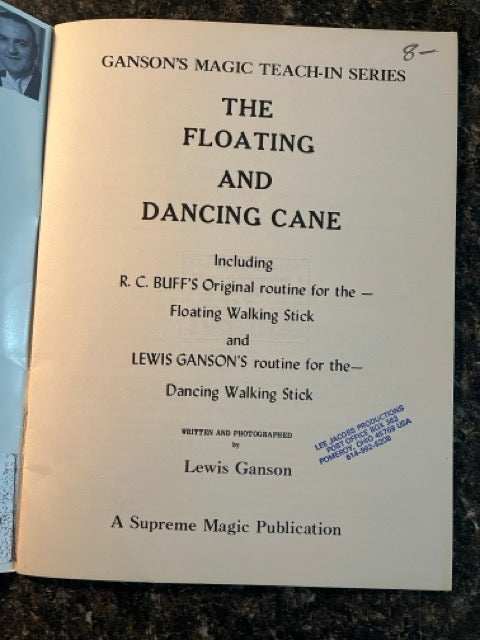 8—
GANSON'S MAGIC TEACH-IN SERIES
THE
FLOATING
AND
DANCING CANE
Including
R. C. BUFF'S Original routine for the —
Floating Walking Stick
and
LEWIS GANSON'S routine for the—
Dancing Walking Stick
WRITTEN AND PHOTOGRAPHED
by
Lewis Ganson
LEE JACOBS PRODUCTIONS
POST OFFICE BOX 362
POMEROY, OHIO 45769 USA
614-992-5208
A Supreme Magic Publication